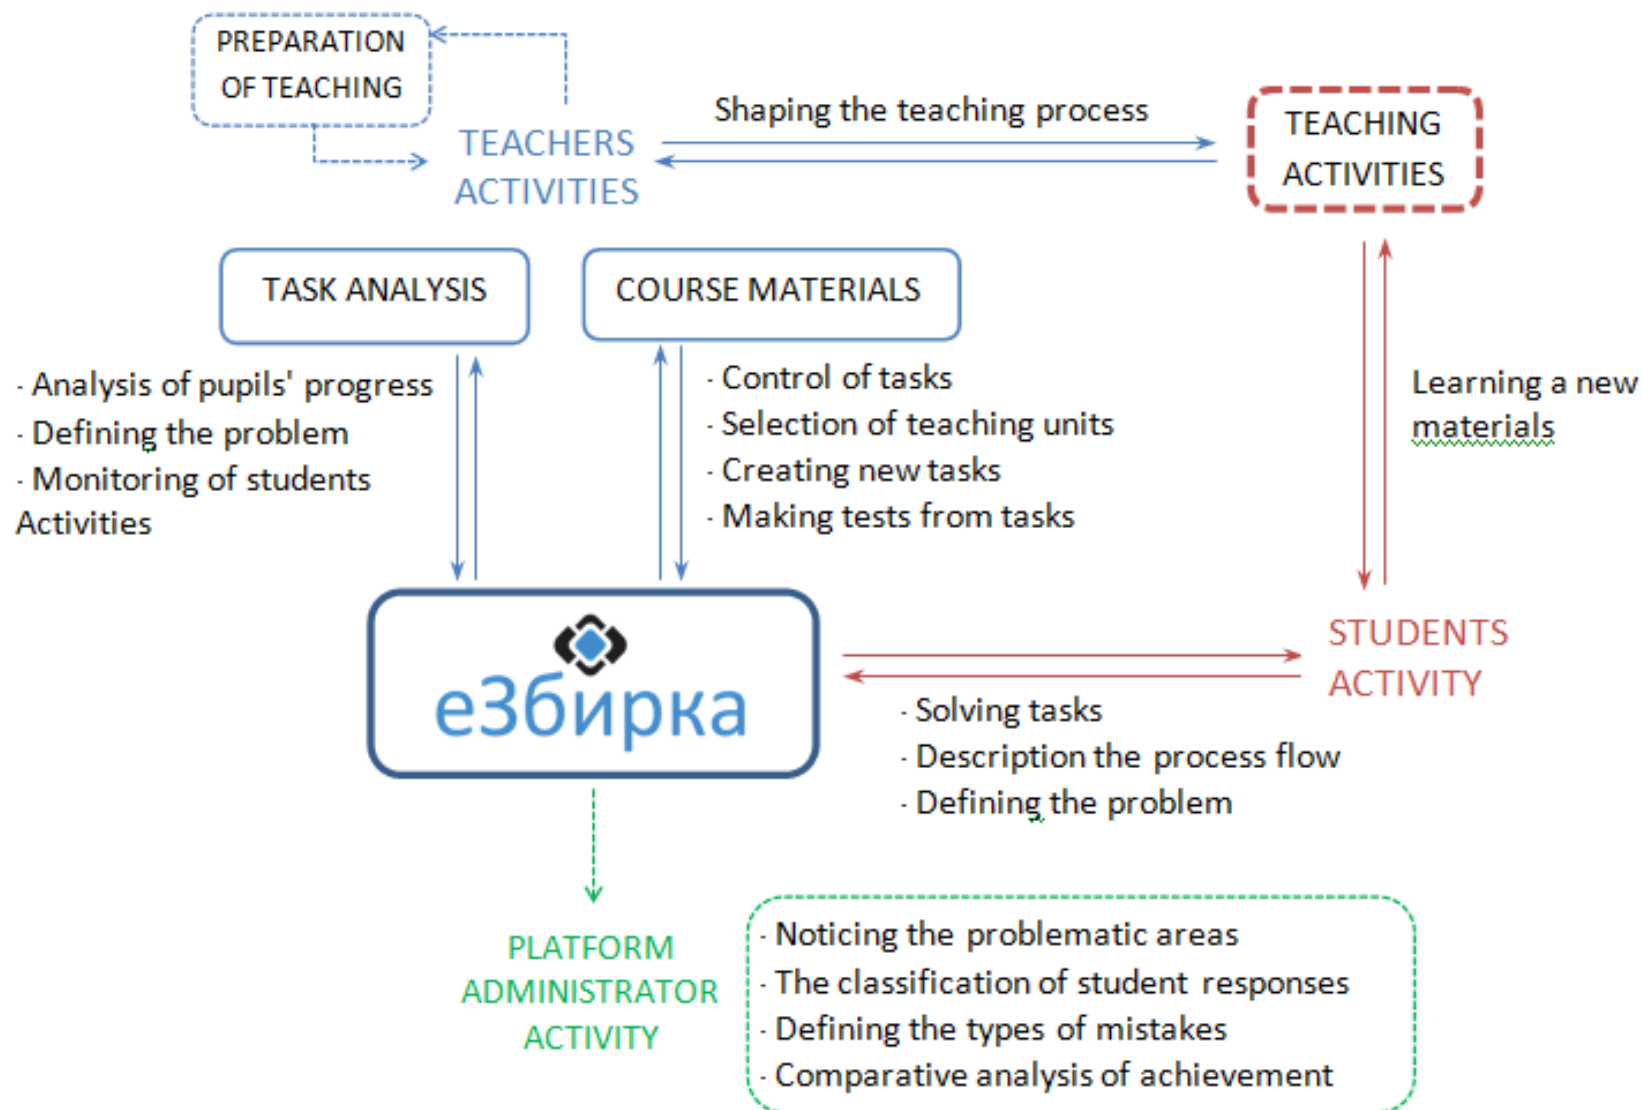 PREPARATION
OF TEACHING
TEACHERS
ACTIVITIES
Shaping the teaching process
TEACHING
ACTIVITIES
TASK ANALYSIS
COURSE MATERIALS
· Analysis of pupils' progress
· Defining the problem
· Monitoring of students
Activities
· Control of tasks
· Selection of teaching units
· Creating new tasks
· Making tests from tasks
Learning a new
materials
еЗбирка
STUDENTS
ACTIVITY
· Solving tasks
· Description the process flow
· Defining the problem
PLATFORM
ADMINISTRATOR
ACTIVITY
· Noticing the problematic areas
· The classification of student responses
· Defining the types of mistakes
· Comparative analysis of achievement